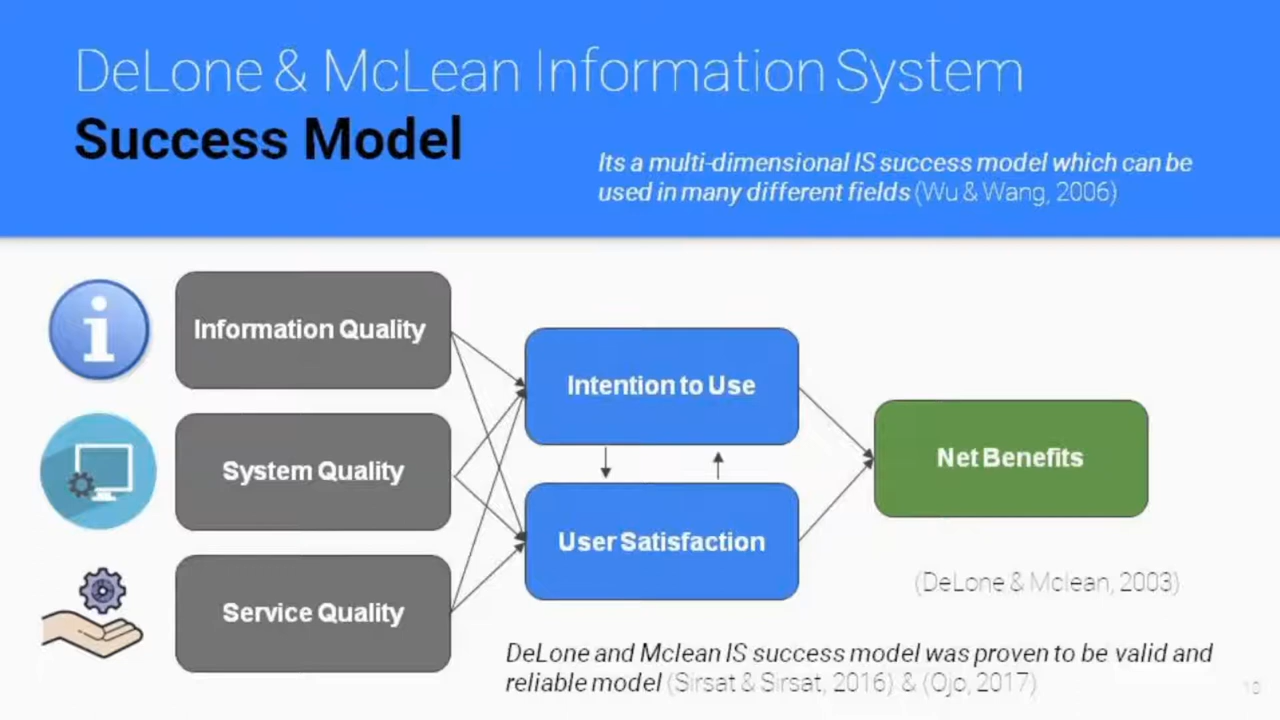 DeLone & McLean Information System
Success Model
Its a multi-dimensional IS success model which can be
used in many different fields (Wu & Wang, 2006)
Information Quality
System Quality
Service Quality
Intention to Use
User Satisfaction
Net Benefits
(DeLone & Mclean, 2003)
DeLone and Mclean IS success model was proven to be valid and
reliable model (Sirsat & Sirsat, 2016) & (Ojo, 2017)